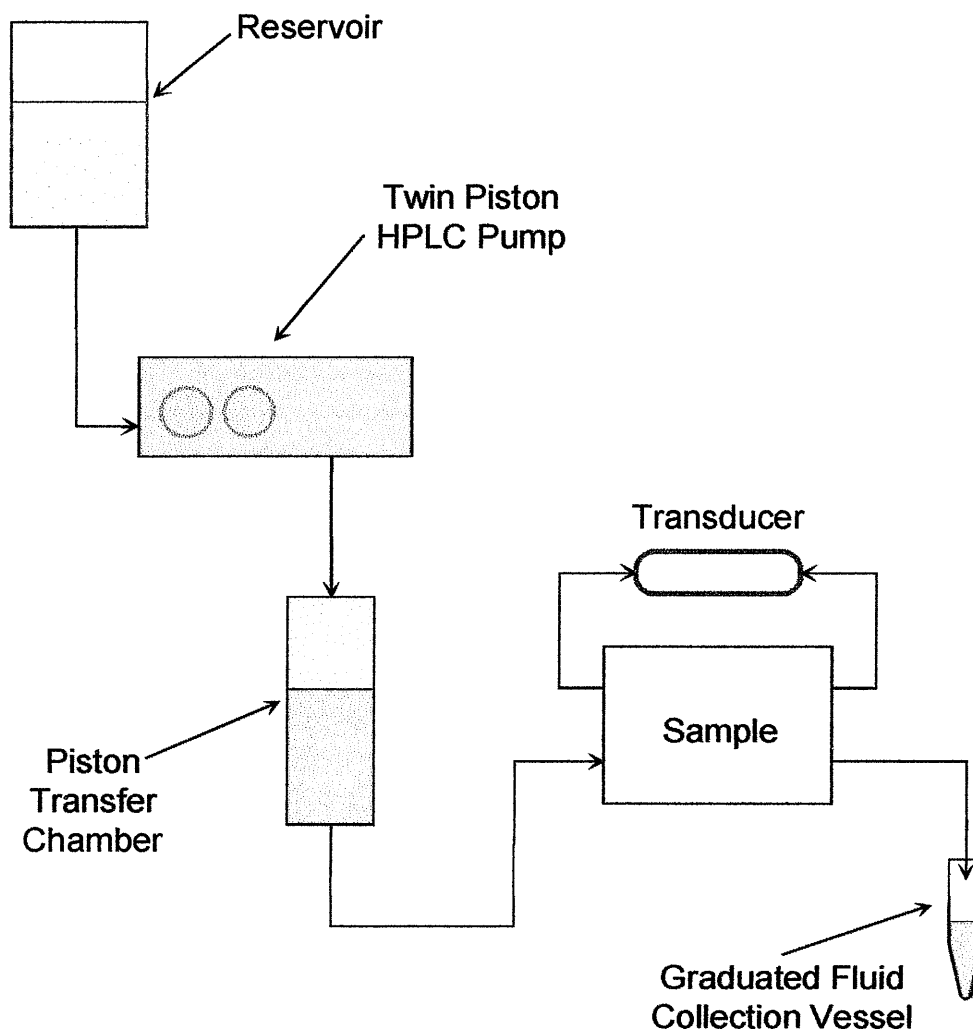 Reservoir
Twin Piston
HPLC Pump
Transducer
Sample
Piston
Transfer
Chamber
Graduated Fluid
Collection Vessel